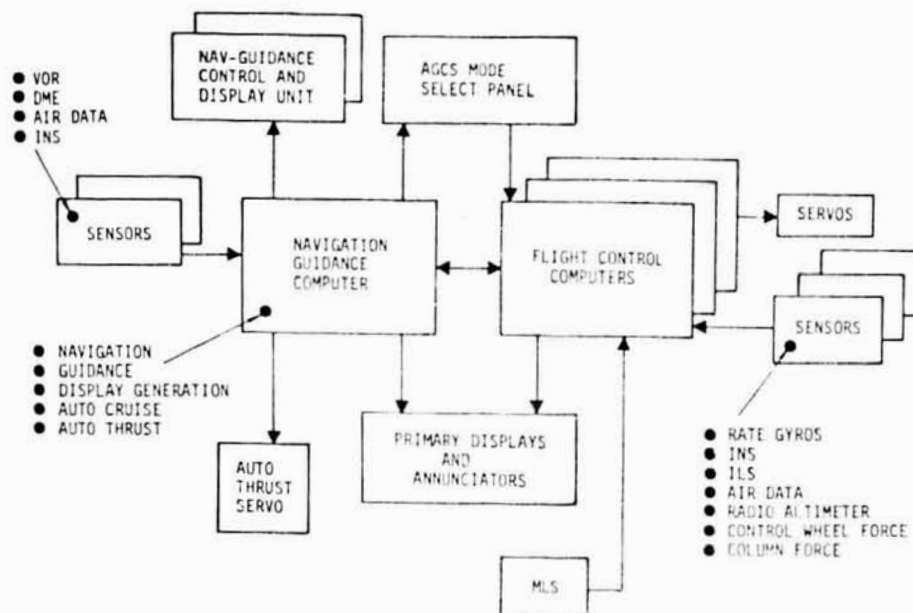 NAV-GUIDANCE
CONTROL AND
DISPLAY UNIT
AGCS MODE
SELECT PANEL
● VOR
● DME
● AIR DATA
● INS
SENSORS
NAVIGATION
GUIDANCE
COMPUTER
FLIGHT CONTROL
COMPUTERS
SERVOS
SENSORS
● NAVIGATION
● GUIDANCE
● DISPLAY GENERATION
● AUTO CRUISE
● AUTO THRUST
AUTO
THRUST
SERVO
PRIMARY DISPLAYS
AND
ANNUNCIATORS
● RATE GYROS
● INS
● ILS
● AIR DATA
● RADIO ALTIMETER
● CONTROL WHEEL FORCE
● COLUMN FORCE
MLS